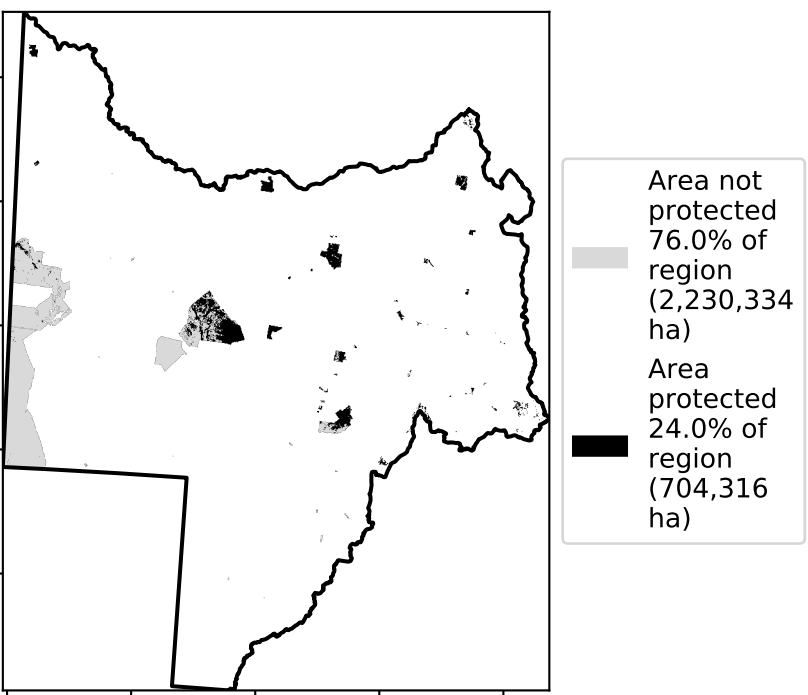 Area not
protected
76.0% of
region
(2,230,334
ha)
Area
protected
24.0% of
region
(704,316
ha)